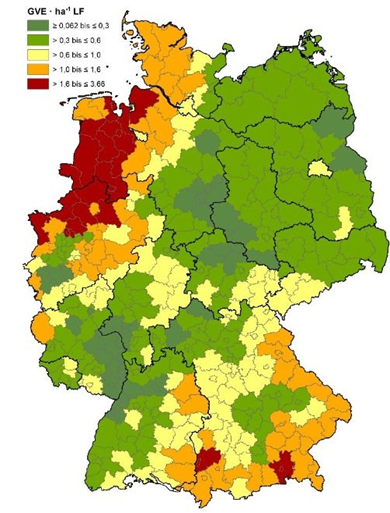 GVE · ha⁻¹ LF
≥ 0,062 bis ≤ 0,3
> 0,3 bis ≤ 0,6
> 0,6 bis ≤ 1,0
> 1,0 bis ≤ 1,6
> 1,6 bis ≤ 3,66